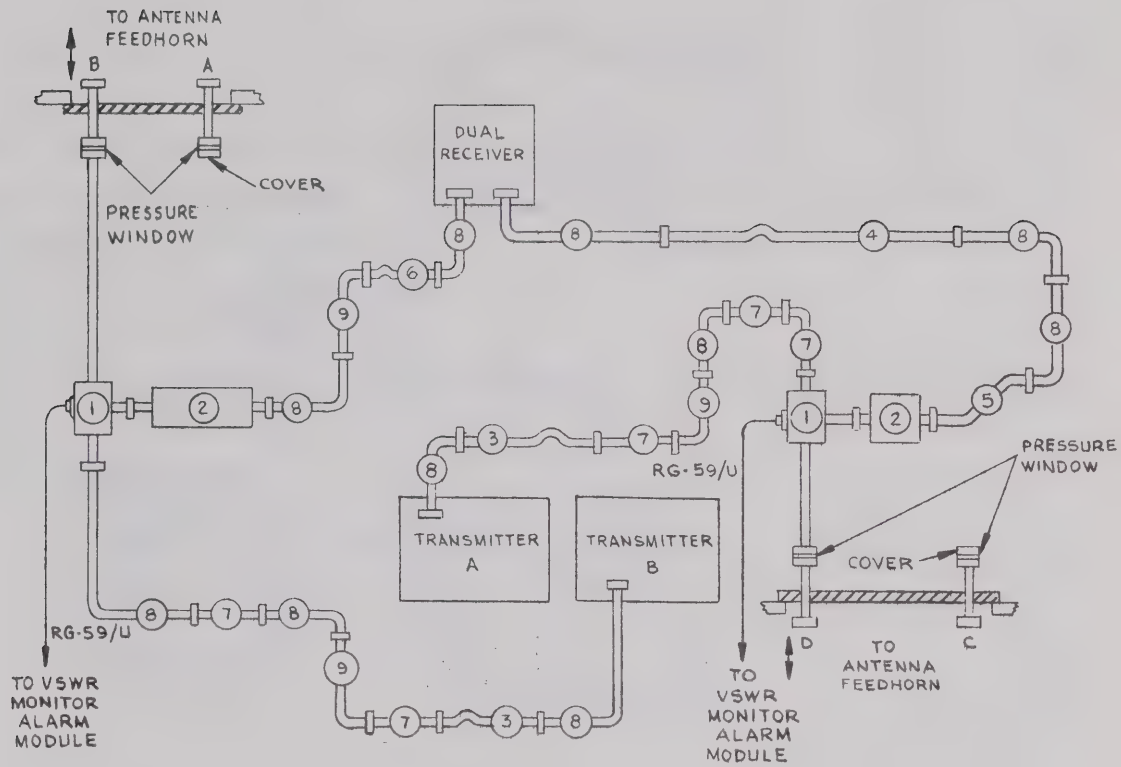 TO ANTENNA
FEEDHORN
B
A
COVER
PRESSURE
WINDOW
DUAL
RECEIVER
8
8
4
8
6
9
8
7
8
7
8
9
5
1
2
8
1
2
3
7
8
RG-59/U
PRESSURE
WINDOW
TRANSMITTER
A
TRANSMITTER
B
COVER
8
7
8
RG-59/U
D
C
TO
ANTENNA
FEEDHORN
9
TO VSWR
MONITOR
ALARM
MODULE
7
3
8
TO
VSWR
MONITOR
ALARM
MODULE